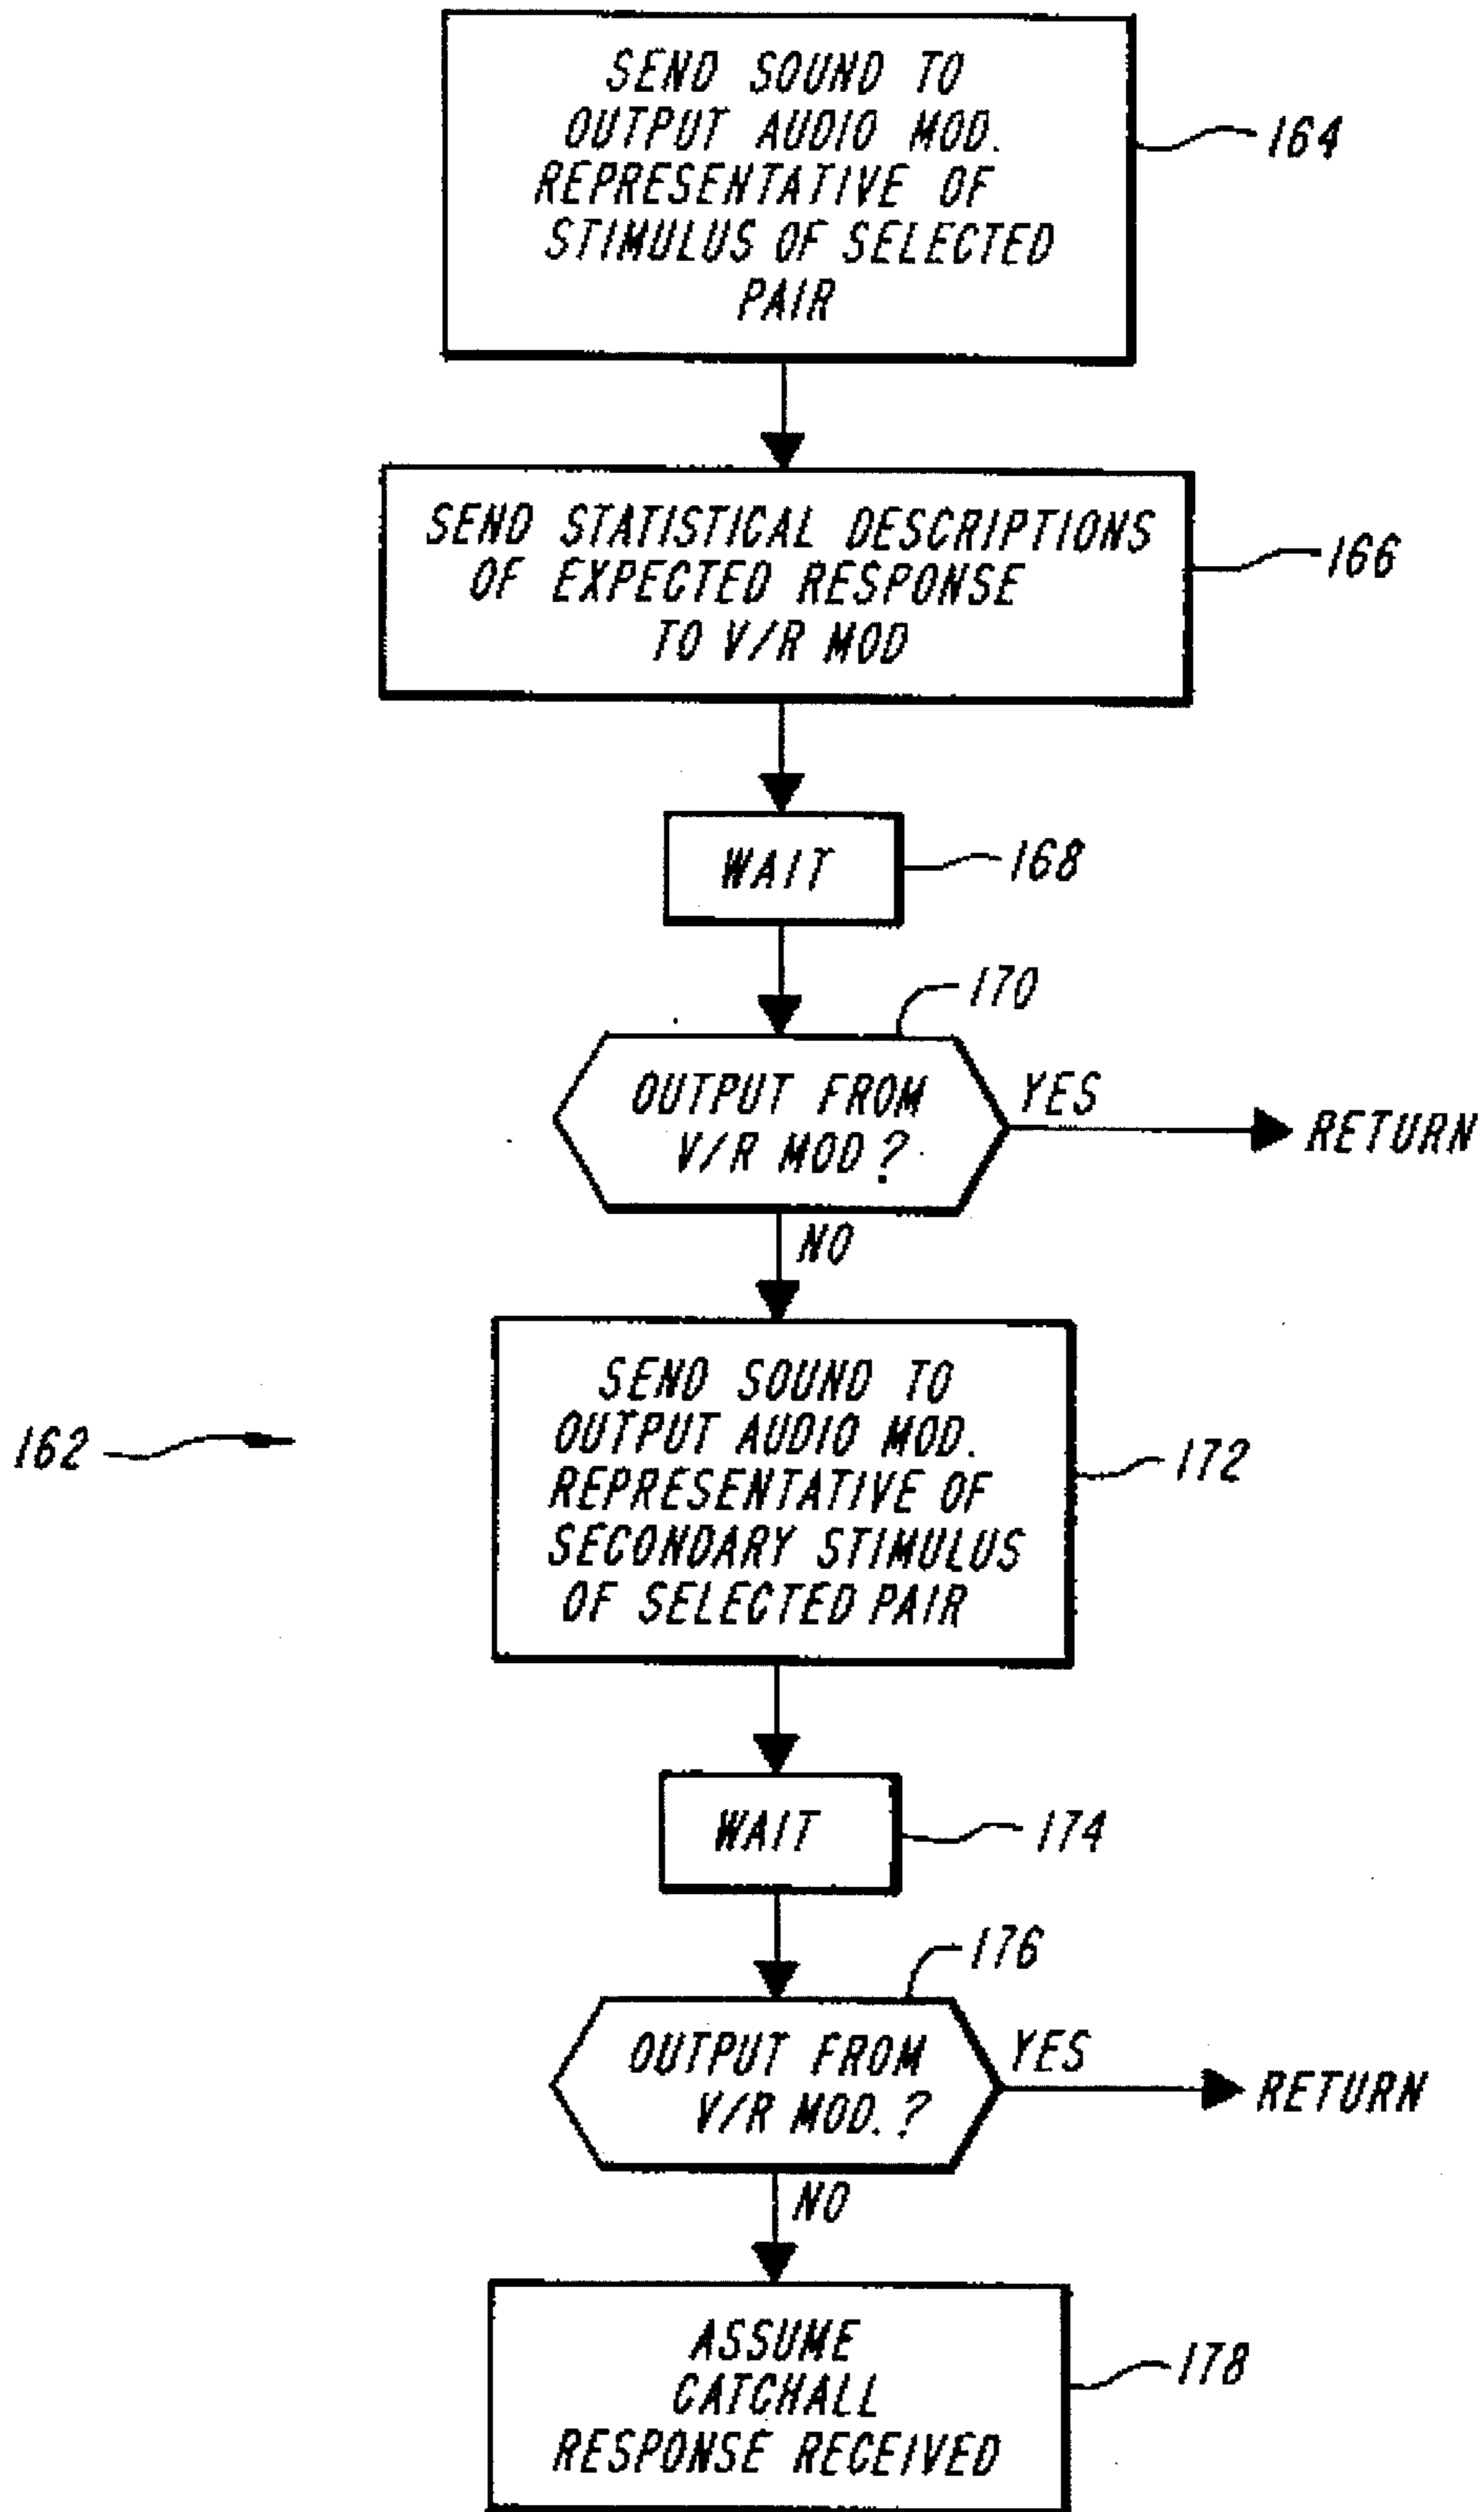 SEND SOUND TO
OUTPUT AUDIO MOD.
REPRESENTATIVE OF
STIMULUS OF SELECTED
PAIR
164
SEND STATISTICAL DESCRIPTIONS
OF EXPECTED RESPONSE
TO V/R MOD
166
WAIT
168
170
OUTPUT FROM
V/R MOD?
YES
RETURN
NO
162
SEND SOUND TO
OUTPUT AUDIO MOD.
REPRESENTATIVE OF
SECONDARY STIMULUS
OF SELECTED PAIR
172
WAIT
174
176
OUTPUT FROM
V/R MOD.?
YES
RETURN
NO
ASSUME
CATCHALL
RESPONSE RECEIVED
178